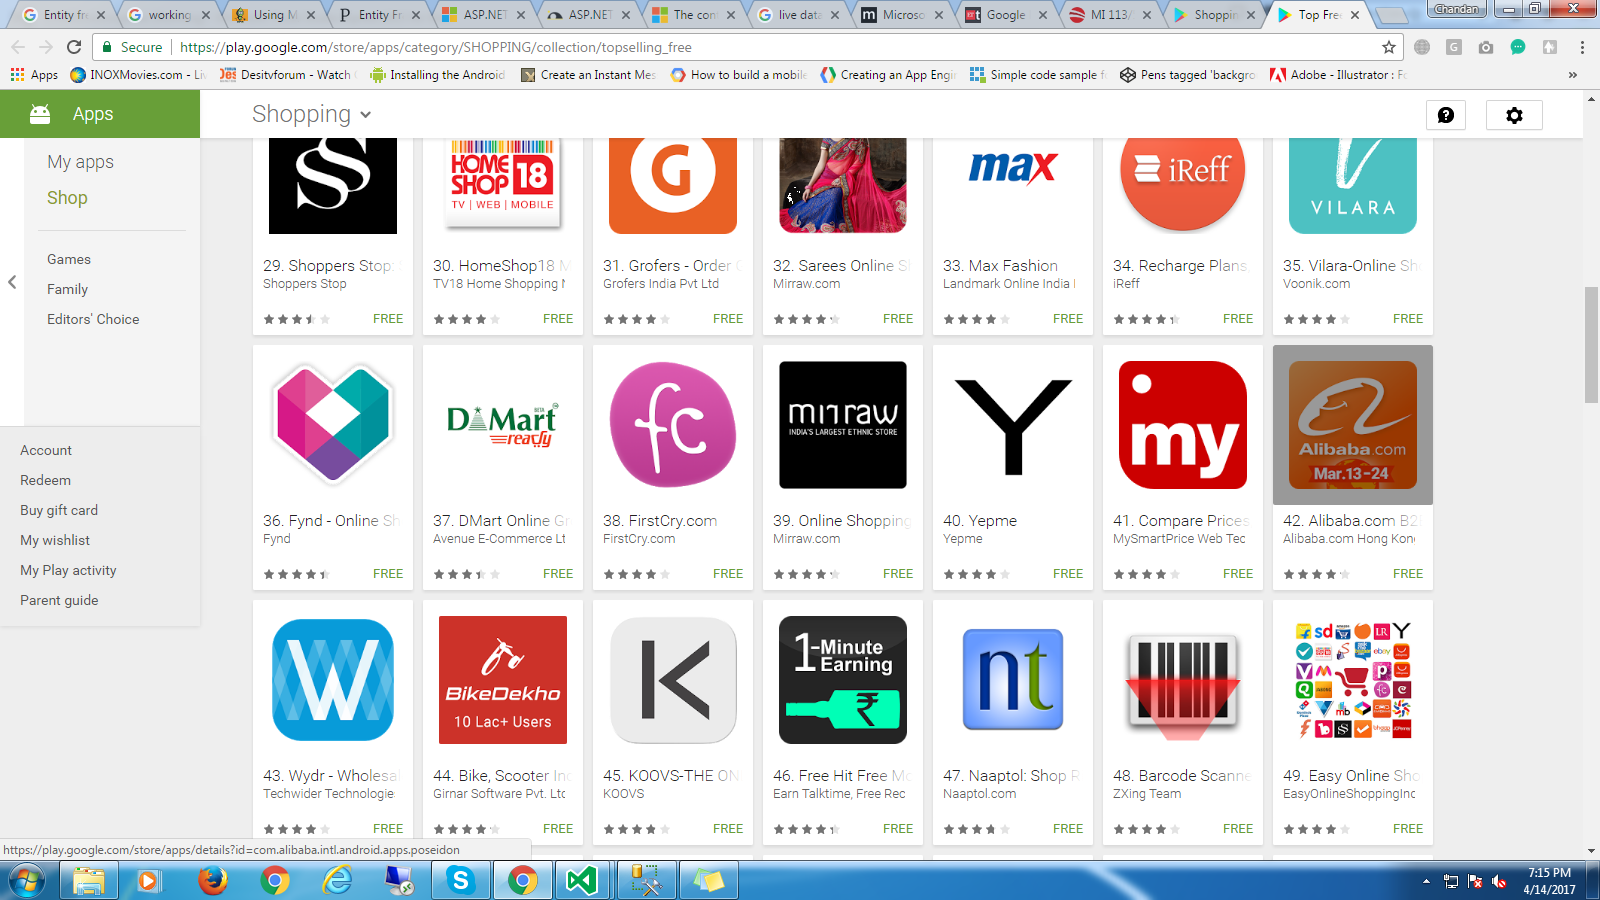 Entity fr
working
Using M
Entity Fr
ASP.NET
ASP.NET
The con
live data
Microso
Google
MI 113/
Shoppin
Top Free
Chandan
Secure
https://play.google.com/store/apps/category/SHOPPING/collection/topselling_free
Apps
INOXMovies.com - Liv
Desitvforum - Watch
Installing the Android
Create an Instant Mes
How to build a mobile
Creating an App Engi
Simple code sample f
Pens tagged 'backgro
Adobe - Illustrator : Fo
»
Apps
Shopping
My apps
Shop
Games
Family
Editors' Choice
Account
Redeem
Buy gift card
My wishlist
My Play activity
Parent guide
HOME
SHOP 18
TV | WEB | MOBILE
G
max
iReff
VILARA
29. Shoppers Stop:
Shoppers Stop
FREE
30. HomeShop18 M
TV18 Home Shopping N
FREE
31. Grofers - Order G
Grofers India Pvt Ltd
FREE
32. Sarees Online Sh
Mirraw.com
FREE
33. Max Fashion
Landmark Online India
FREE
34. Recharge Plans,
iReff
FREE
35. Vilara-Online Sho
Voonik.com
FREE
DMart
BETA
ready
fc
mirraw
INDIA'S LARGEST ETHNIC STORE
Y
my
Alibaba.com
Mar.13-24
36. Fynd - Online Sh
Fynd
FREE
37. DMart Online Gr
Avenue E-Commerce Lt
FREE
38. FirstCry.com
FirstCry.com
FREE
39. Online Shopping
Mirraw.com
FREE
40. Yepme
Yepme
FREE
41. Compare Prices
MySmartPrice Web Tec
FREE
42. Alibaba.com B2
Alibaba.com Hong Kong
FREE
W
BikeDekho
10 Lac+ Users
K
1-Minute
Earning
₹
nt
43. Wydr - Wholesal
Techwider Technologie
FREE
44. Bike, Scooter Ind
Girnar Software Pvt. Ltd
FREE
45. KOOVS-THE ON
KOOVS
FREE
46. Free Hit Free Mo
Earn Talktime, Free Rec
FREE
47. Naaptol: Shop R
Naaptol.com
FREE
48. Barcode Scanne
ZXing Team
FREE
49. Easy Online Sho
EasyOnlineShoppingInc
FREE
https://play.google.com/store/apps/details?id=com.alibaba.intl.android.apps.poseidon
7:15 PM
4/14/2017